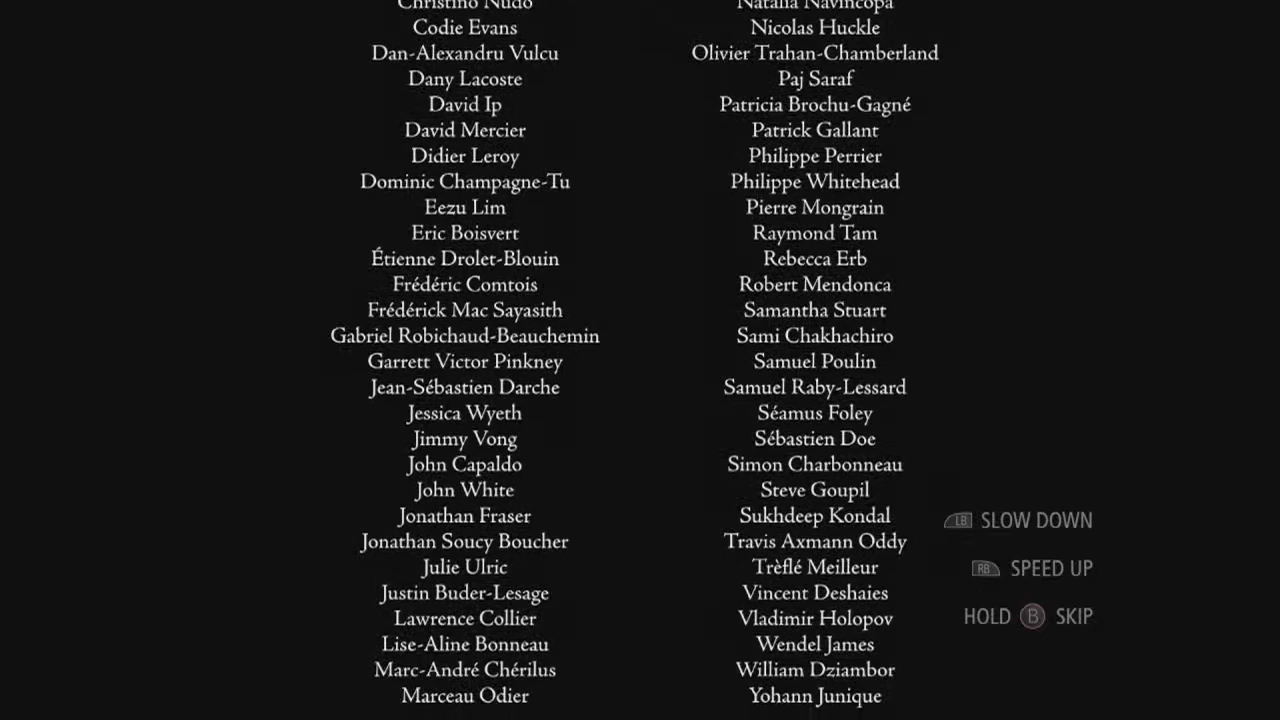 Christino Nudo
Codie Evans
Dan-Alexandru Vulcu
Dany Lacoste
David Ip
David Mercier
Didier Leroy
Dominic Champagne-Tu
Eezu Lim
Eric Boisvert
Étienne Drolet-Blouin
Frédéric Comtois
Frédérick Mac Sayasith
Gabriel Robichaud-Beauchemin
Garrett Victor Pinkney
Jean-Sébastien Darche
Jessica Wyeth
Jimmy Vong
John Capaldo
John White
Jonathan Fraser
Jonathan Soucy Boucher
Julie Ulric
Justin Buder-Lesage
Lawrence Collier
Lise-Aline Bonneau
Marc-André Chérilus
Marceau Odier
Natalia Navincopa
Nicolas Huckle
Olivier Trahan-Chamberland
Paj Saraf
Patricia Brochu-Gagné
Patrick Gallant
Philippe Perrier
Philippe Whitehead
Pierre Mongrain
Raymond Tam
Rebecca Erb
Robert Mendonca
Samantha Stuart
Sami Chakhachiro
Samuel Poulin
Samuel Raby-Lessard
Séamus Foley
Sébastien Doe
Simon Charbonneau
Steve Goupil
Sukhdeep Kondal
Travis Axmann Oddy
Trèflé Meilleur
Vincent Deshaies
Vladimir Holopov
Wendel James
William Dziambor
Yohann Junique
LB SLOW DOWN
RB SPEED UP
HOLD B SKIP